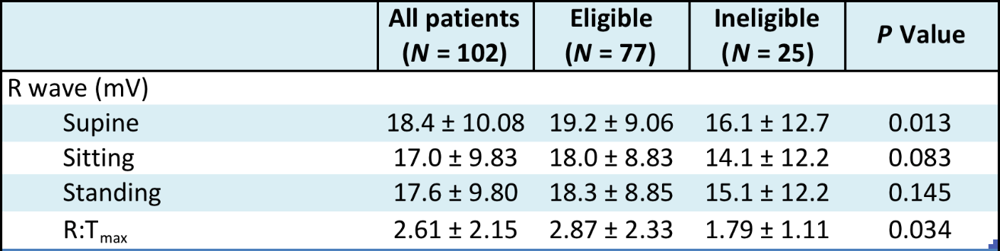 All patients (N = 102) Eligible (N = 77) Ineligible (N = 25) P Value
R wave (mV)
Supine 18.4 ± 10.08 19.2 ± 9.06 16.1 ± 12.7 0.013
Sitting 17.0 ± 9.83 18.0 ± 8.83 14.1 ± 12.2 0.083
Standing 17.6 ± 9.80 18.3 ± 8.85 15.1 ± 12.2 0.145
R:Tmax 2.61 ± 2.15 2.87 ± 2.33 1.79 ± 1.11 0.034